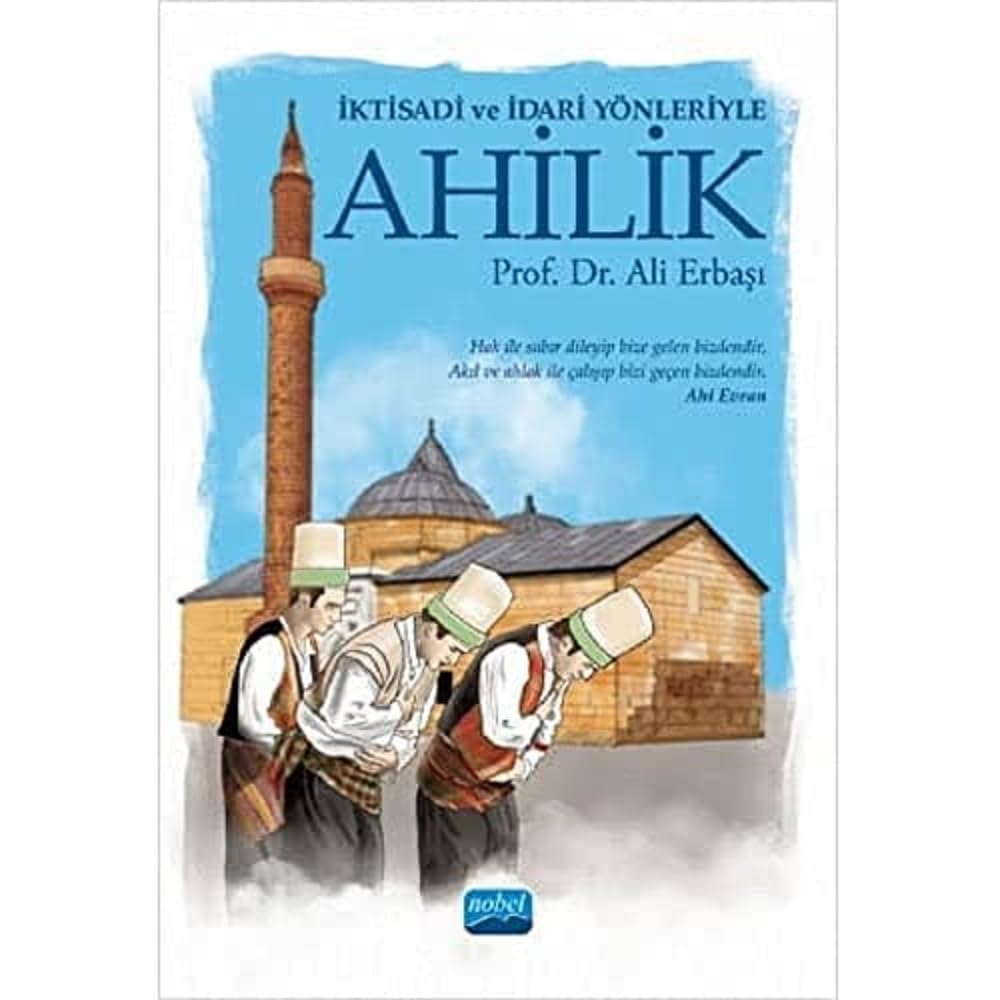 İKTİSADİ ve İDARİ YÖNLERİYLE
AHİLİK
Prof. Dr. Ali Erbaşı
Hak ile sabır dileyip bize gelen bizdendir.
Akıl ve ahlak ile çalışıp bizi geçen bizdendir.
Ahi Evran
nobel